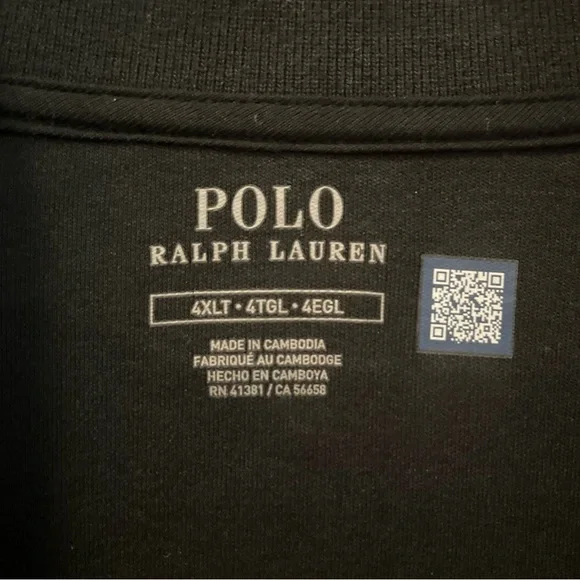 POLO
RALPH LAUREN
4XLT • 4TGL • 4EGL
MADE IN CAMBODIA
FABRIQUÉ AU CAMBODGE
HECHO EN CAMBOYA
RN 41381 / CA 56658